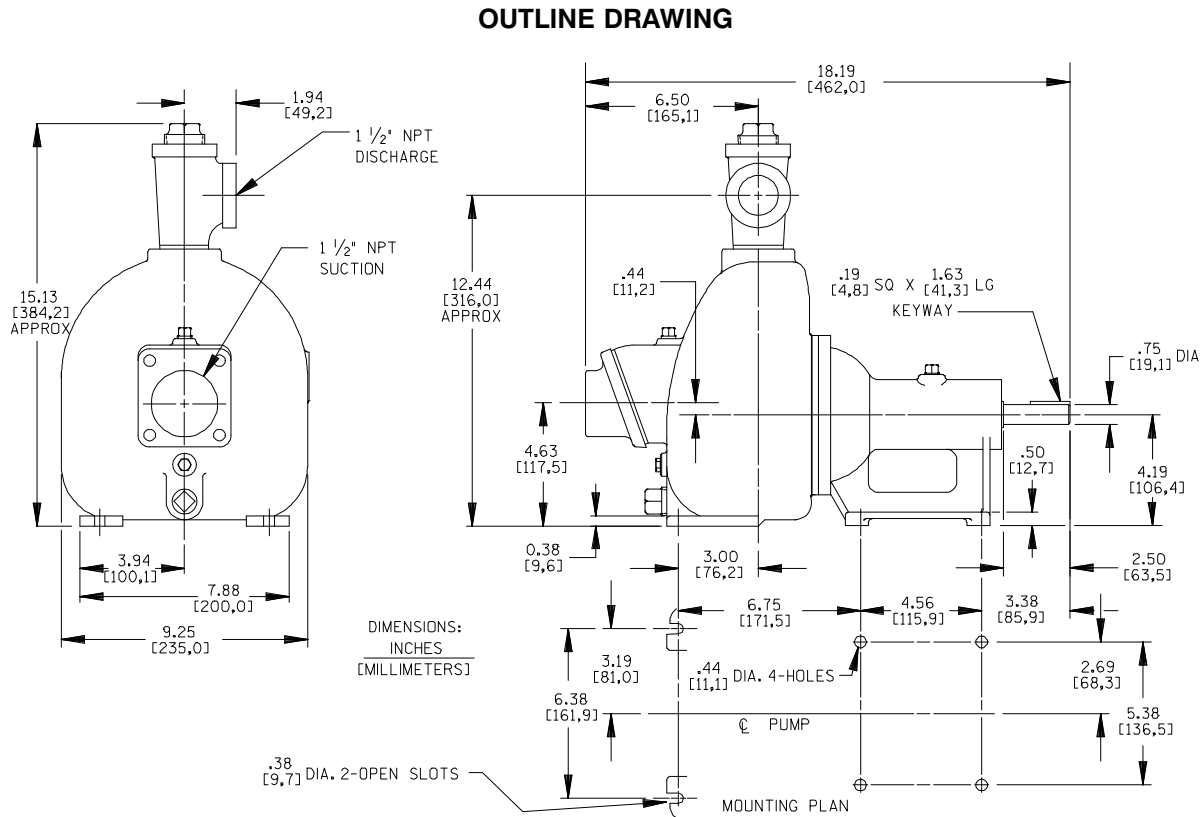 OUTLINE DRAWING
18.19
[462,0]
1.94
[49,2]
6.50
[165,1]
1 1/2" NPT
DISCHARGE
1 1/2" NPT
SUCTION
15.13
[384,2]
APPROX
12.44
[316,0]
APPROX
.44
[11,2]
.19
[4,8] SQ X 1.63
[41,3] LG
KEYWAY
.75
[19,1] DIA
4.63
[117,5]
.50
[12,7]
4.19
[106,4]
0.38
[9,6]
3.00
[76,2]
2.50
[63,5]
3.94
[100,1]
7.88
[200,0]
9.25
[235,0]
6.75
[171,5]
4.56
[115,9]
3.38
[85,9]
DIMENSIONS:
INCHES
[MILLIMETERS]
3.19
[81,0]
.44
[11,1] DIA. 4-HOLES
2.69
[68,3]
6.38
[161,9]
℄ PUMP
5.38
[136,5]
.38
[9,7] DIA. 2-OPEN SLOTS
MOUNTING PLAN